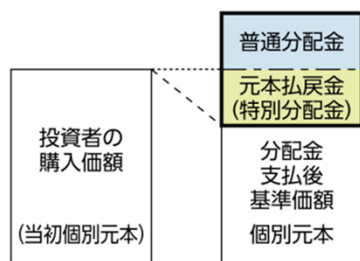 投資者の
購入価額
(当初個別元本)
普通分配金
元本払戻金
(特別分配金)
分配金
支払後
基準価額
個別元本